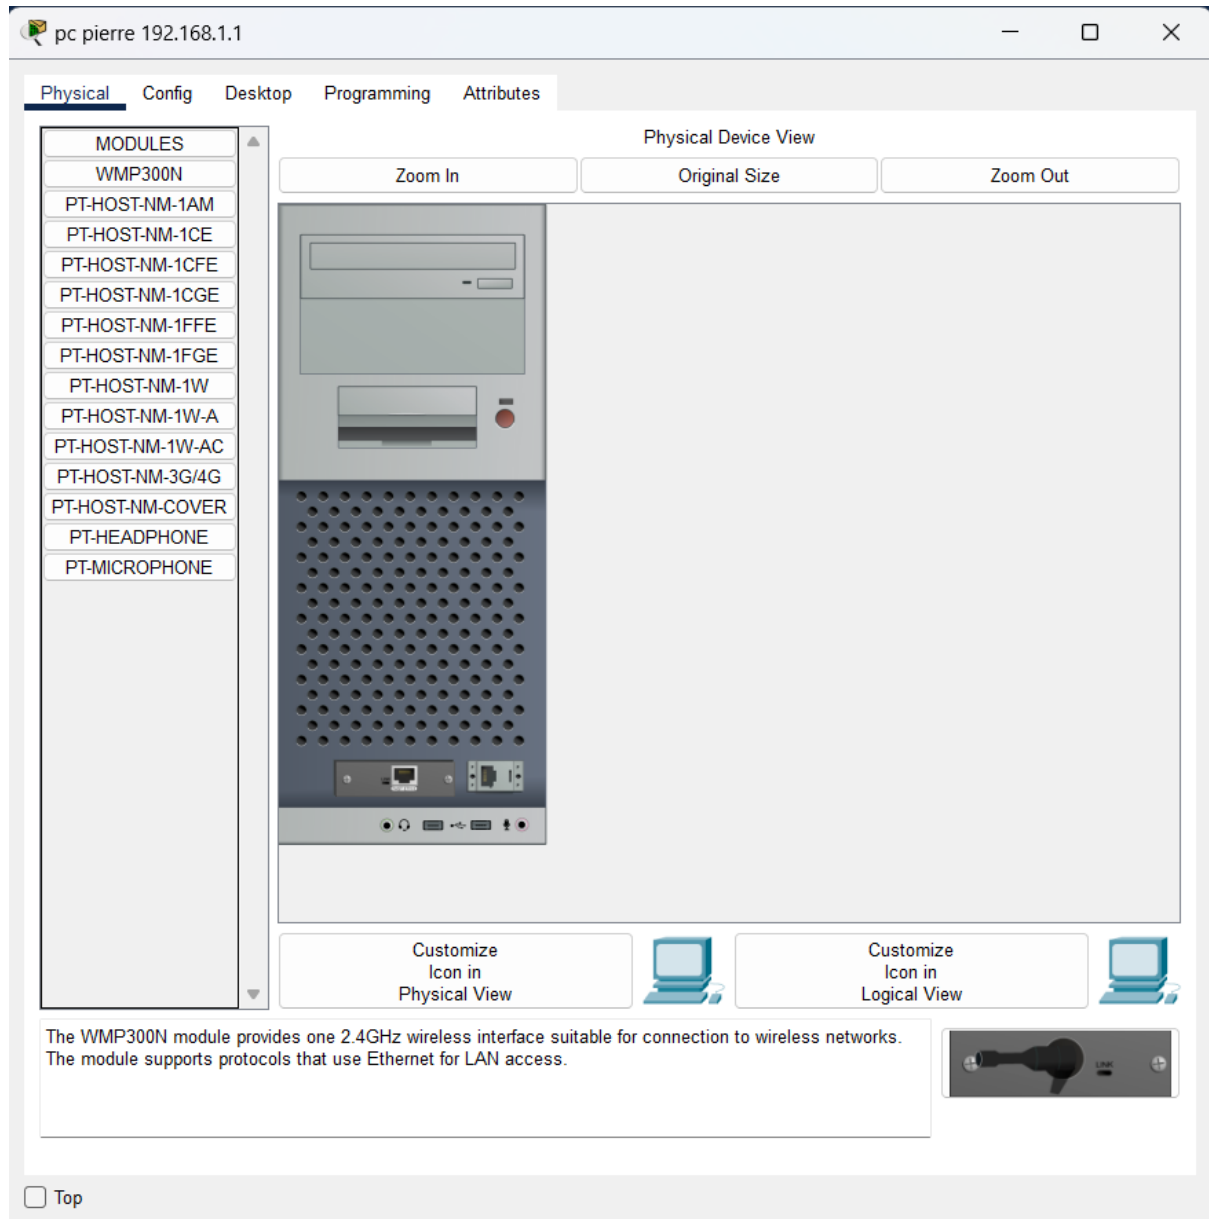 pc pierre 192.168.1.1
Physical Config Desktop Programming Attributes
MODULES
WMP300N
PT-HOST-NM-1AM
PT-HOST-NM-1CE
PT-HOST-NM-1CFE
PT-HOST-NM-1CGE
PT-HOST-NM-1FFE
PT-HOST-NM-1FGE
PT-HOST-NM-1W
PT-HOST-NM-1W-A
PT-HOST-NM-1W-AC
PT-HOST-NM-3G/4G
PT-HOST-NM-COVER
PT-HEADPHONE
PT-MICROPHONE
Physical Device View
Zoom In Original Size Zoom Out
Customize
Icon in
Physical View
Customize
Icon in
Logical View
The WMP300N module provides one 2.4GHz wireless interface suitable for connection to wireless networks.
The module supports protocols that use Ethernet for LAN access.
LINK
Top